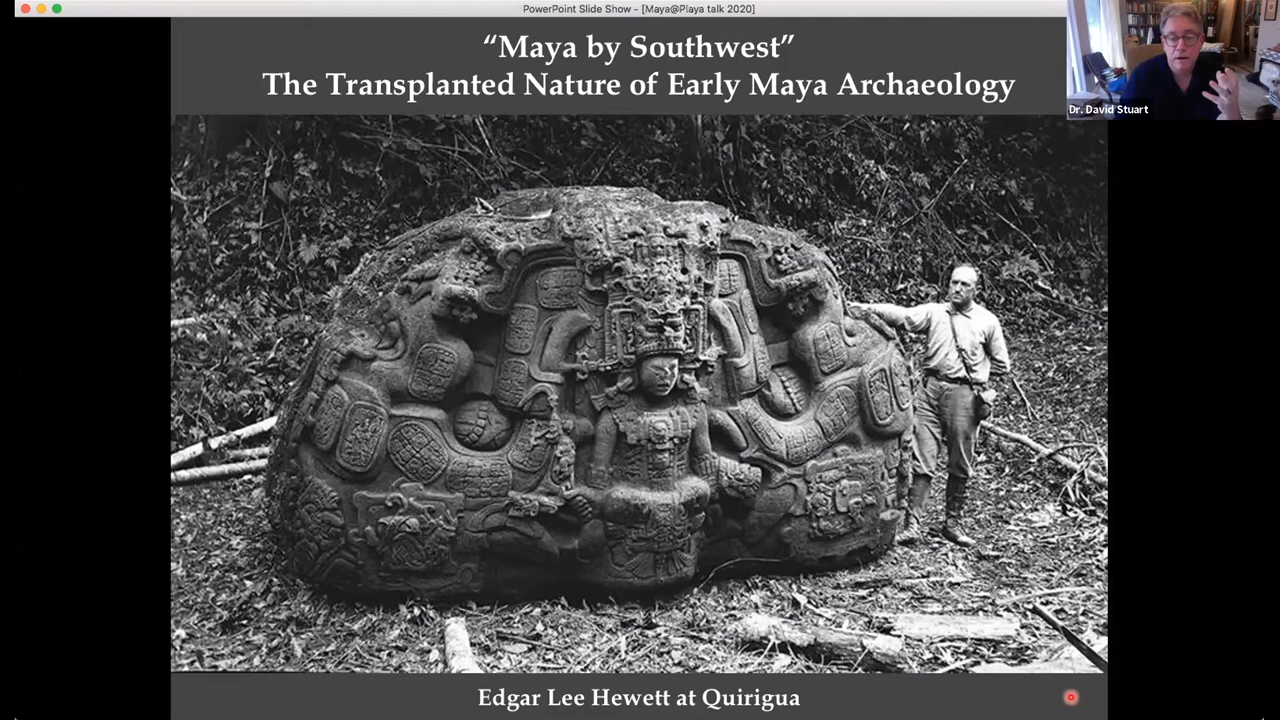 PowerPoint Slide Show - [Maya@Playa talk 2020]
“Maya by Southwest”
The Transplanted Nature of Early Maya Archaeology
Dr. David Stuart
Edgar Lee Hewett at Quirigua